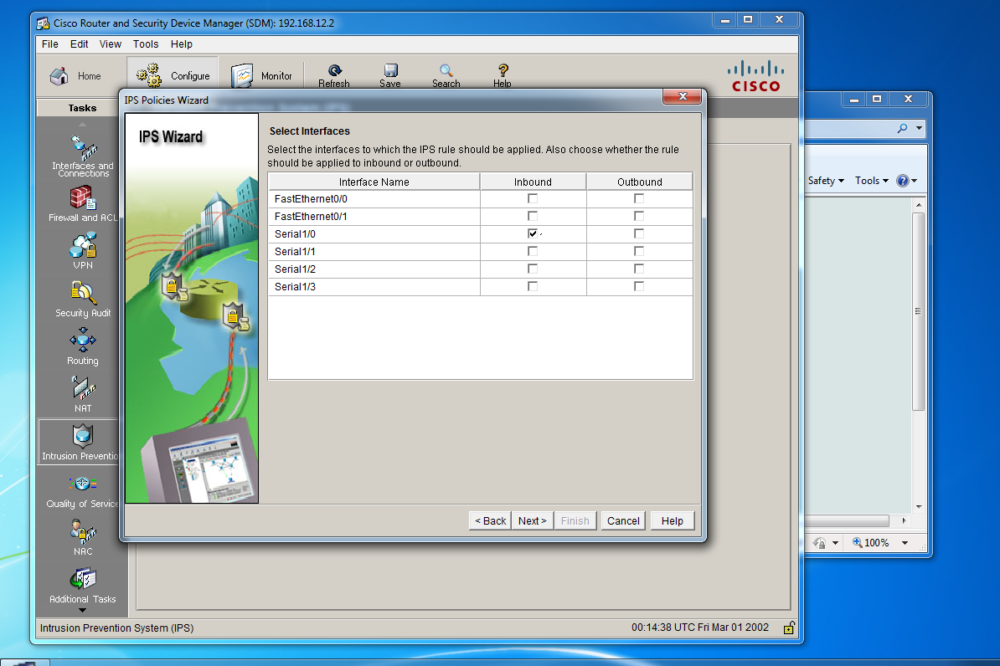 Cisco Router and Security Device Manager (SDM): 192.168.12.2
File Edit View Tools Help
Home Configure Monitor Refresh Save Search Help
CISCO
IPS Policies Wizard
Tasks
Interfaces and
Connections
Firewall and ACL
VPN
Security Audit
Routing
NAT
Intrusion Preventio
Quality of Service
NAC
Additional Tasks
IPS Wizard
Select Interfaces
Select the interfaces to which the IPS rule should be applied. Also choose whether the rule
should be applied to inbound or outbound.
Interface Name Inbound Outbound
FastEthernet0/0
FastEthernet0/1
Serial1/0
Serial1/1
Serial1/2
Serial1/3
< Back Next > Finish Cancel Help
Safety Tools
100%
Intrusion Prevention System (IPS) 00:14:38 UTC Fri Mar 01 2002